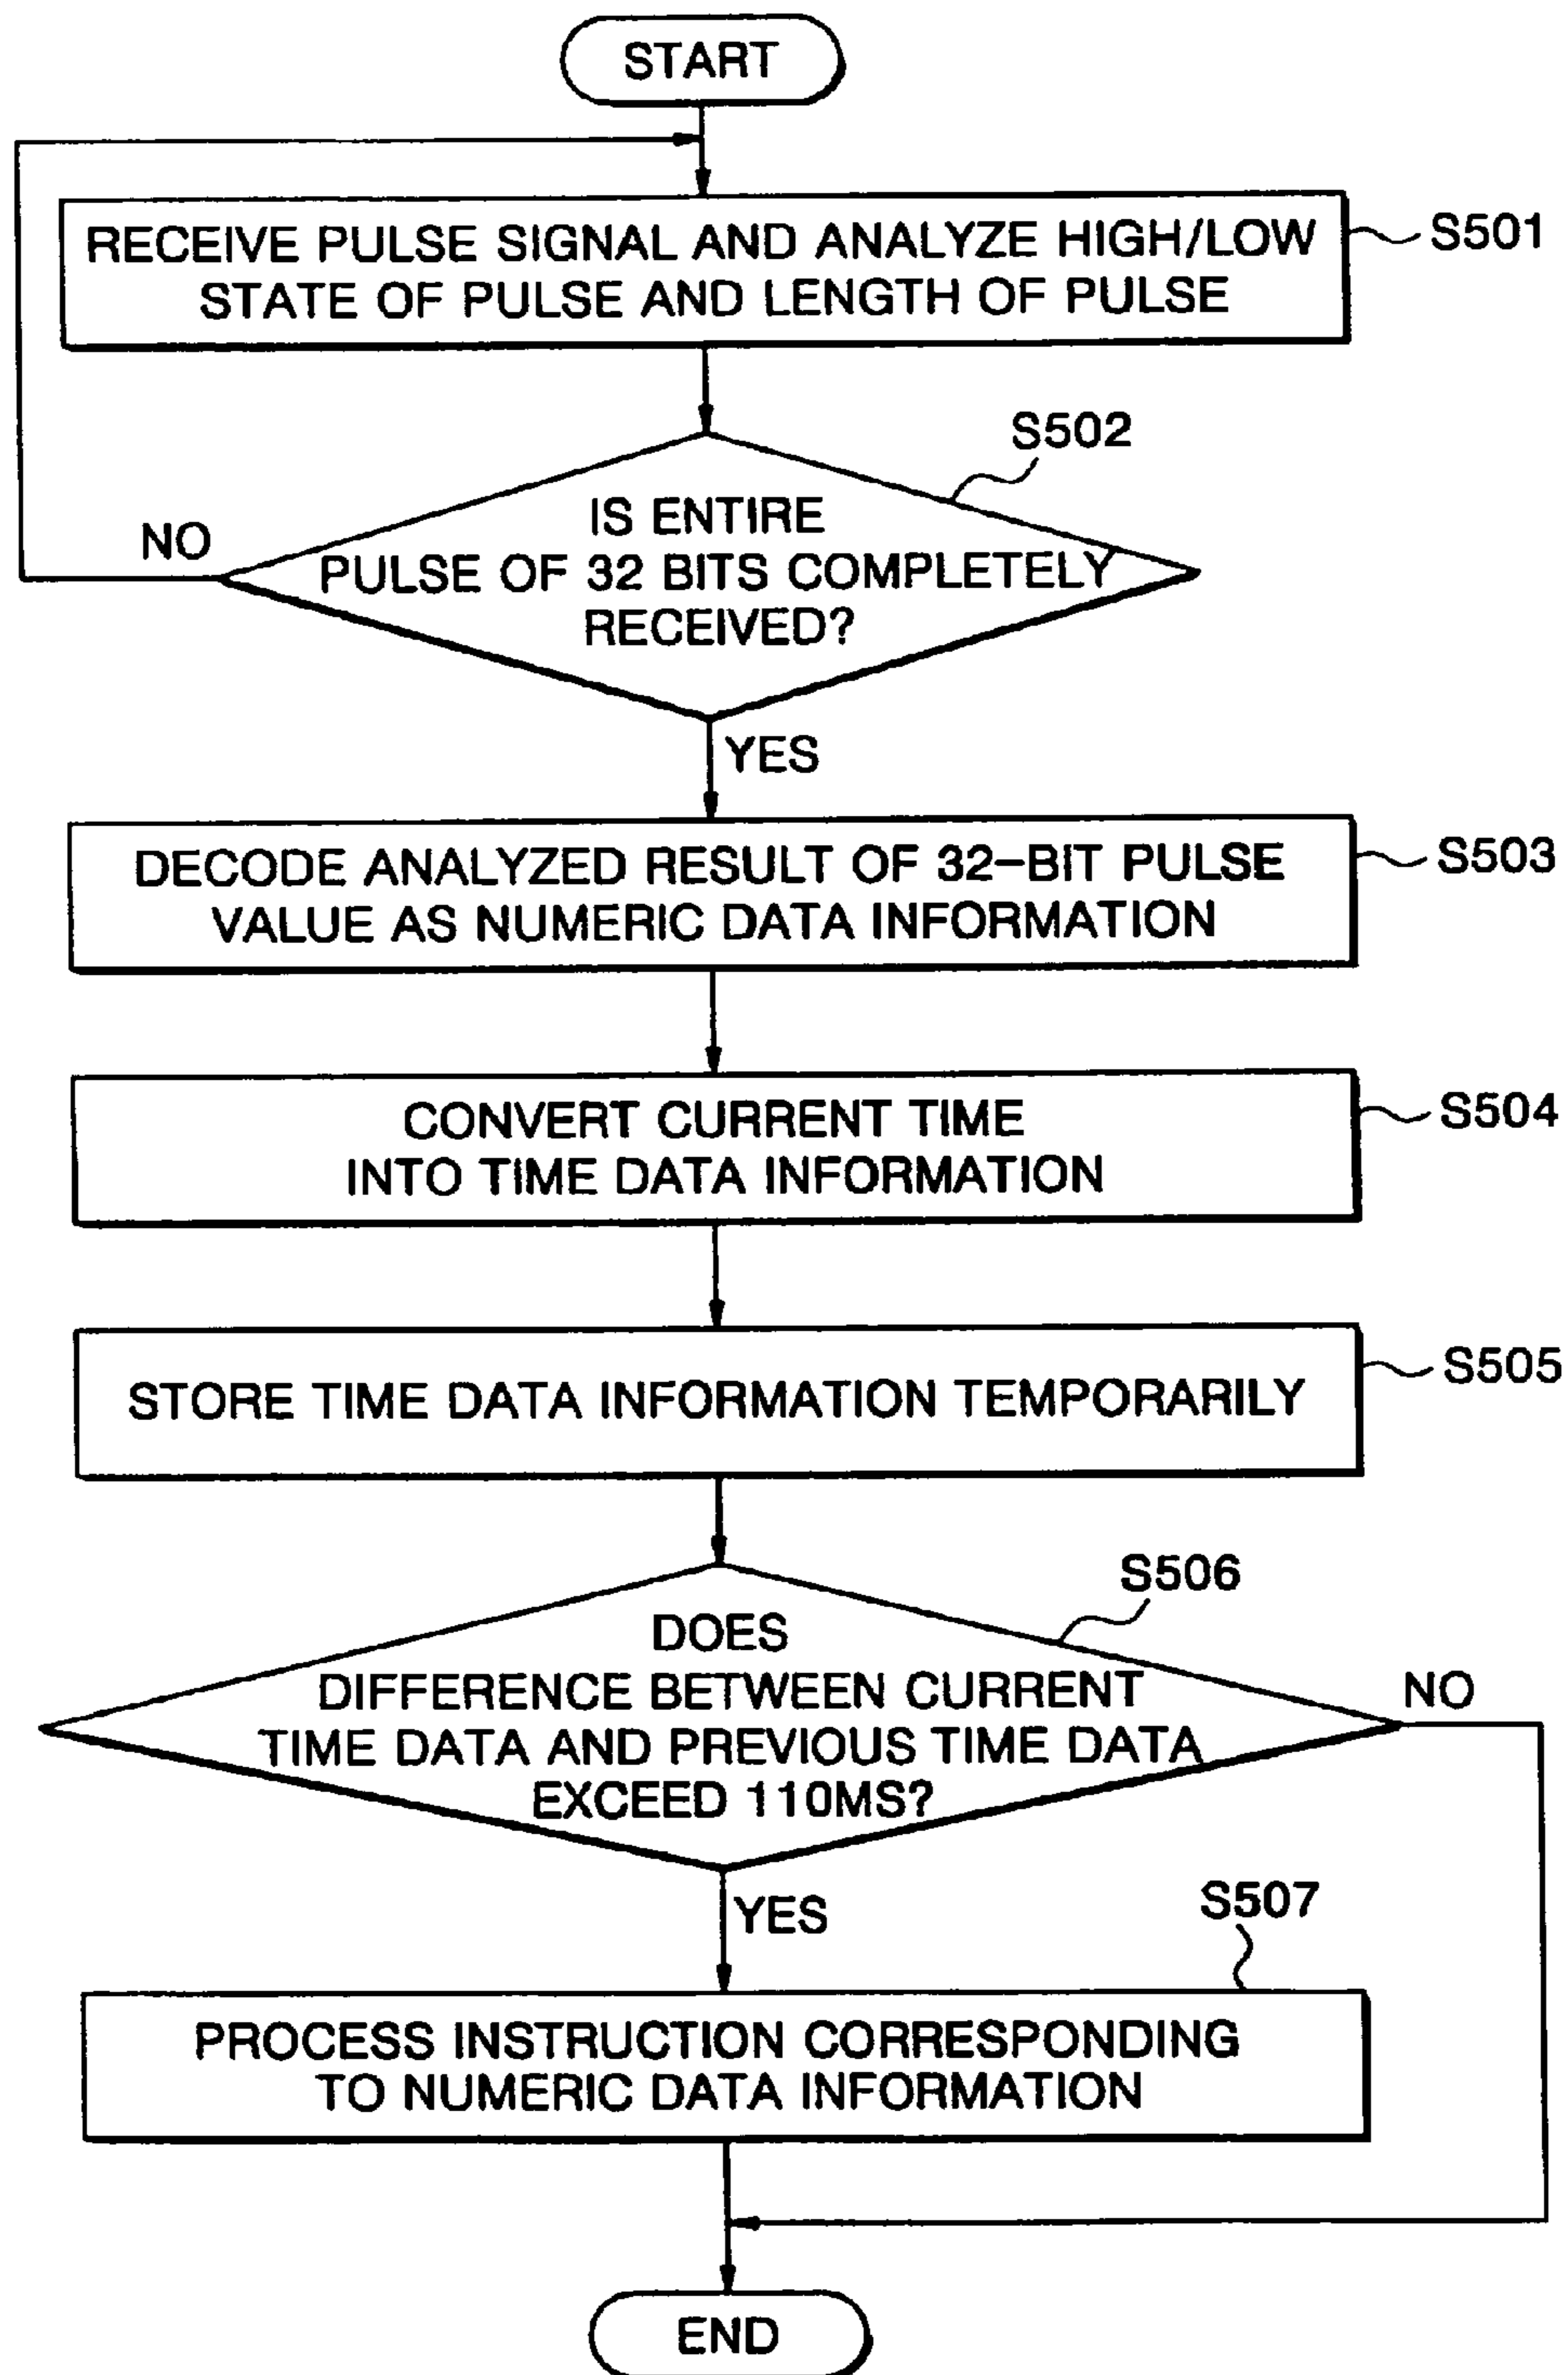 START
RECEIVE PULSE SIGNAL AND ANALYZE HIGH/LOW
STATE OF PULSE AND LENGTH OF PULSE
S501
S502
IS ENTIRE
PULSE OF 32 BITS COMPLETELY
RECEIVED?
NO
YES
DECODE ANALYZED RESULT OF 32-BIT PULSE
VALUE AS NUMERIC DATA INFORMATION
S503
CONVERT CURRENT TIME
INTO TIME DATA INFORMATION
S504
STORE TIME DATA INFORMATION TEMPORARILY
S505
S506
DOES
DIFFERENCE BETWEEN CURRENT
TIME DATA AND PREVIOUS TIME DATA
EXCEED 110MS?
NO
YES
S507
PROCESS INSTRUCTION CORRESPONDING
TO NUMERIC DATA INFORMATION
END